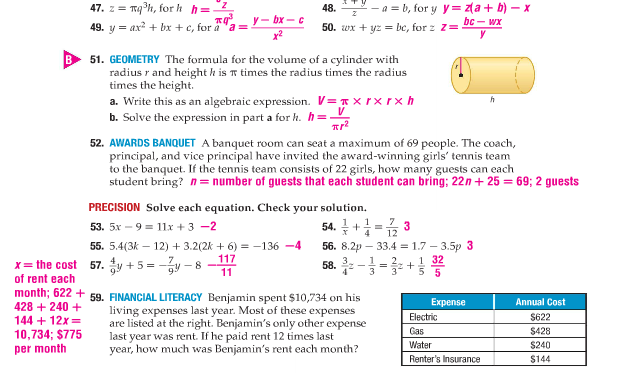 47. z = πq³h, for h h = z/πq³
48. x + y/z − a = b, for y y = z(a + b) − x
49. y = ax² + bx + c, for a a = y − bx − c/x²
50. wx + yz = bc, for z z = bc − wx/y
B 51. GEOMETRY The formula for the volume of a cylinder with
radius r and height h is π times the radius times the radius
times the height.
a. Write this as an algebraic expression. V = π × r × r × h
b. Solve the expression in part a for h. h = V/πr²
r
h
52. AWARDS BANQUET A banquet room can seat a maximum of 69 people. The coach,
principal, and vice principal have invited the award-winning girls' tennis team
to the banquet. If the tennis team consists of 22 girls, how many guests can each
student bring? n = number of guests that each student can bring; 22n + 25 = 69; 2 guests
PRECISION Solve each equation. Check your solution.
53. 5x − 9 = 11x + 3 −2
54. 1/x + 1/4 = 7/12 3
55. 5.4(3k − 12) + 3.2(2k + 6) = −136 −4
56. 8.2p − 33.4 = 1.7 − 3.5p 3
57. 4/9y + 5 = −7/9y − 8 −117/11
58. 3/4z − 1/3 = 2/3z + 1/5 32/5
x = the cost
of rent each
month; 622 +
428 + 240 +
144 + 12x =
10,734; $775
per month
59. FINANCIAL LITERACY Benjamin spent $10,734 on his
living expenses last year. Most of these expenses
are listed at the right. Benjamin's only other expense
last year was rent. If he paid rent 12 times last
year, how much was Benjamin's rent each month?
Expense Annual Cost
Electric $622
Gas $428
Water $240
Renter's Insurance $144